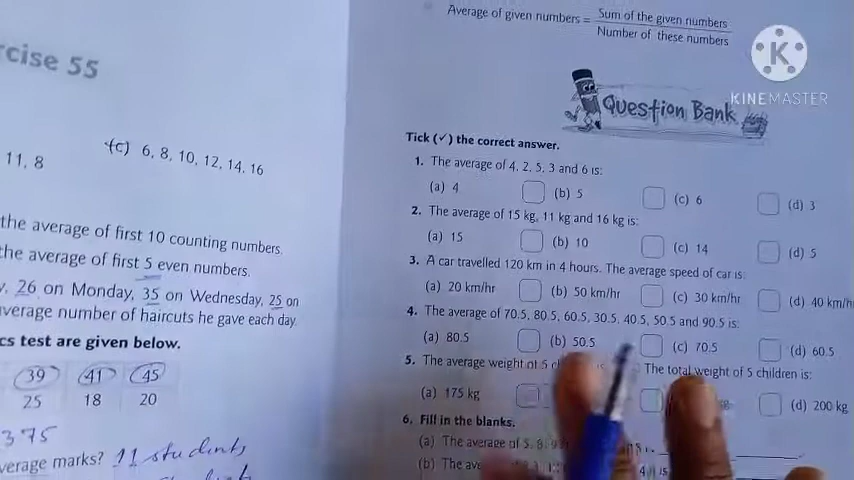 rcise 55
11, 8
(c) 6, 8, 10, 12, 14, 16
the average of first 10 counting numbers.
the average of first 5 even numbers.
26 on Monday, 35 on Wednesday, 25 on
average number of haircuts he gave each day.
cs test are given below.
39 41 45
25 18 20
375
verage marks? 11 students
Average of given numbers = Sum of the given numbers
Number of these numbers
KINEMASTER
Question Bank
Tick (✓) the correct answer.
1. The average of 4, 2, 5, 3 and 6 is:
(a) 4 (b) 5 (c) 6 (d) 3
2. The average of 15 kg, 11 kg and 16 kg is:
(a) 15 (b) 10 (c) 14 (d) 5
3. A car travelled 120 km in 4 hours. The average speed of car is:
(a) 20 km/hr (b) 50 km/hr (c) 30 km/hr (d) 40 km/h
4. The average of 70.5, 80.5, 60.5, 30.5, 40.5, 50.5 and 90.5 is:
(a) 80.5 (b) 50.5 (c) 70.5 (d) 60.5
5. The average weight of 5 The total weight of 5 children is:
(a) 175 kg (d) 200 kg
6. Fill in the blanks.
(a) The average of 5, 8,
(b) The